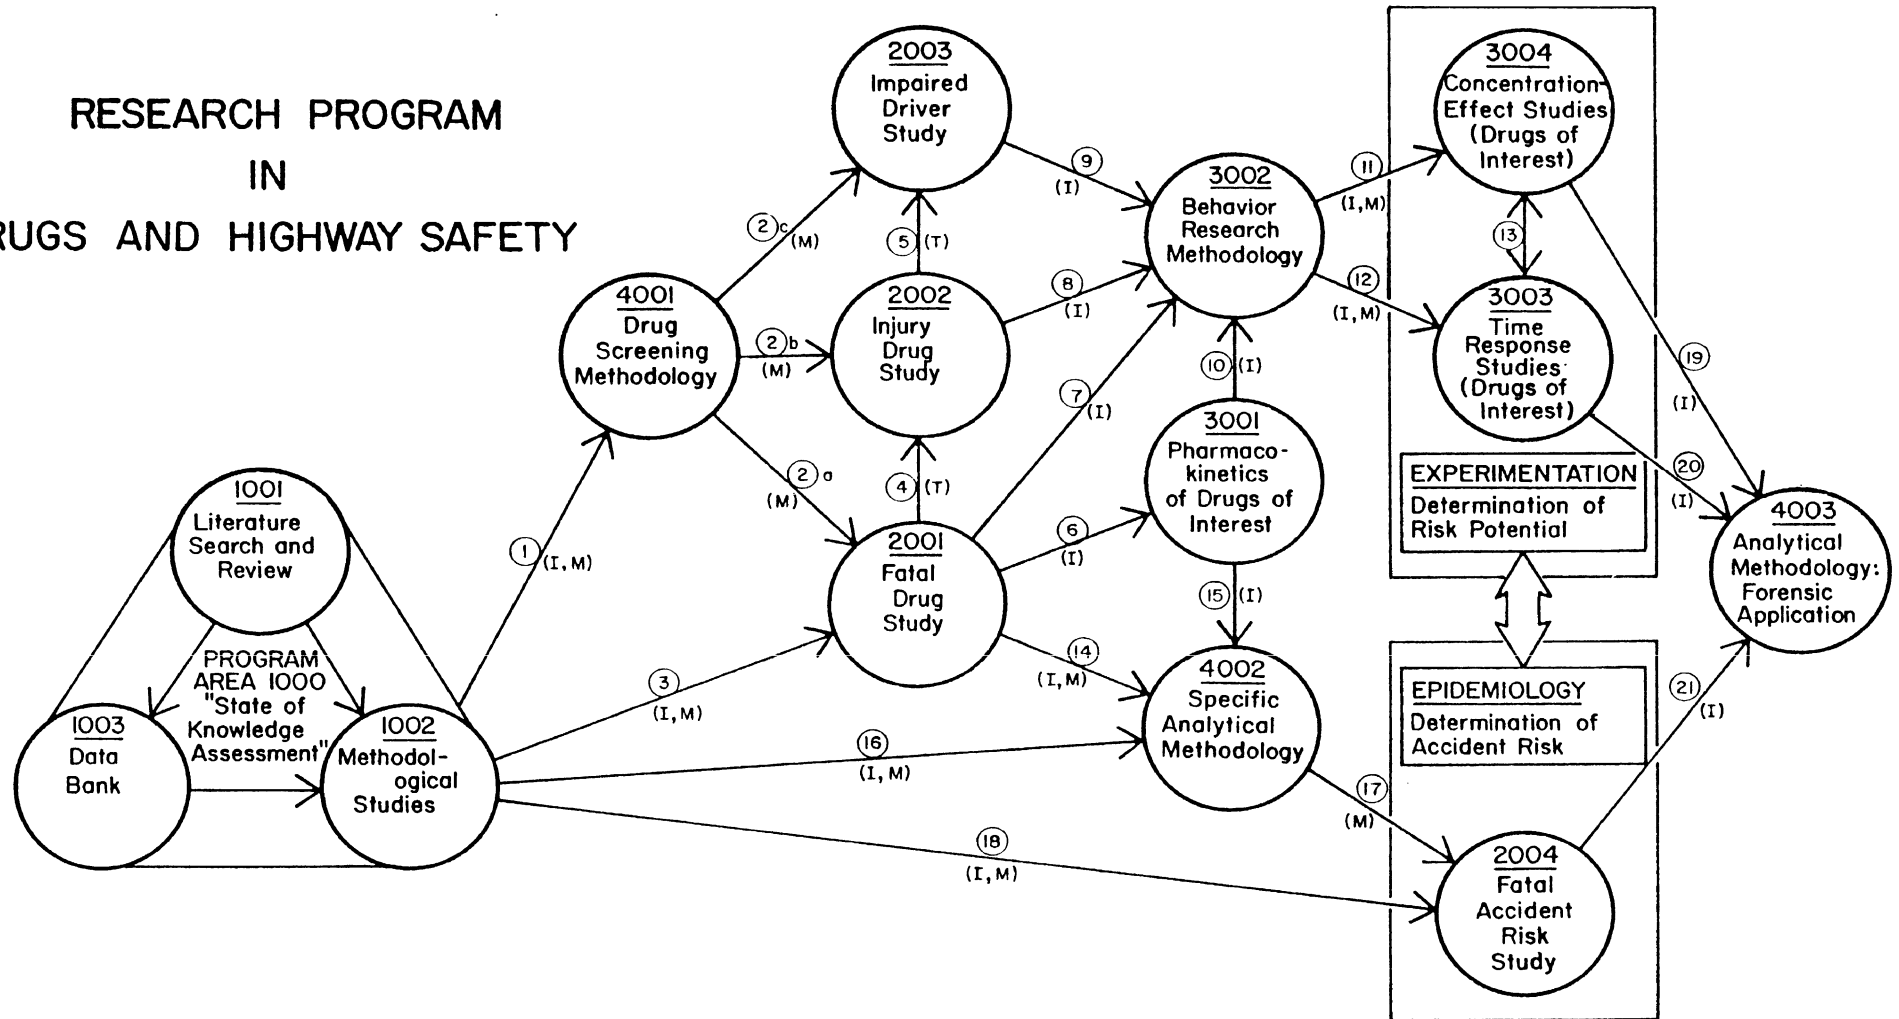 RESEARCH PROGRAM
IN
RUGS AND HIGHWAY SAFETY
1001
Literature
Search and
Review
PROGRAM
AREA 1000
"State of
Knowledge
Assessment"
1003
Data
Bank
1002
Methodol-
ogical
Studies
1
(I,M)
3
(I,M)
16
(I,M)
18
(I,M)
4001
Drug
Screening
Methodology
2 c
(M)
2 b
(M)
2 a
(M)
2003
Impaired
Driver
Study
5 (T)
2002
Injury
Drug
Study
4 (T)
2001
Fatal
Drug
Study
9
(I)
8
(I)
7
(I)
6
(I)
14
(I,M)
3002
Behavior
Research
Methodology
10 (I)
3001
Pharmaco-
kinetics
of Drugs of
Interest
15 (I)
4002
Specific
Analytical
Methodology
11
(I,M)
12
(I,M)
17
(M)
3004
Concentration-
Effect Studies
(Drugs of
Interest)
13
3003
Time
Response
Studies
(Drugs of
Interest)
EXPERIMENTATION
Determination of
Risk Potential
EPIDEMIOLOGY
Determination of
Accident Risk
2004
Fatal
Accident
Risk
Study
19
(I)
20
(I)
21
(I)
4003
Analytical
Methodology:
Forensic
Application